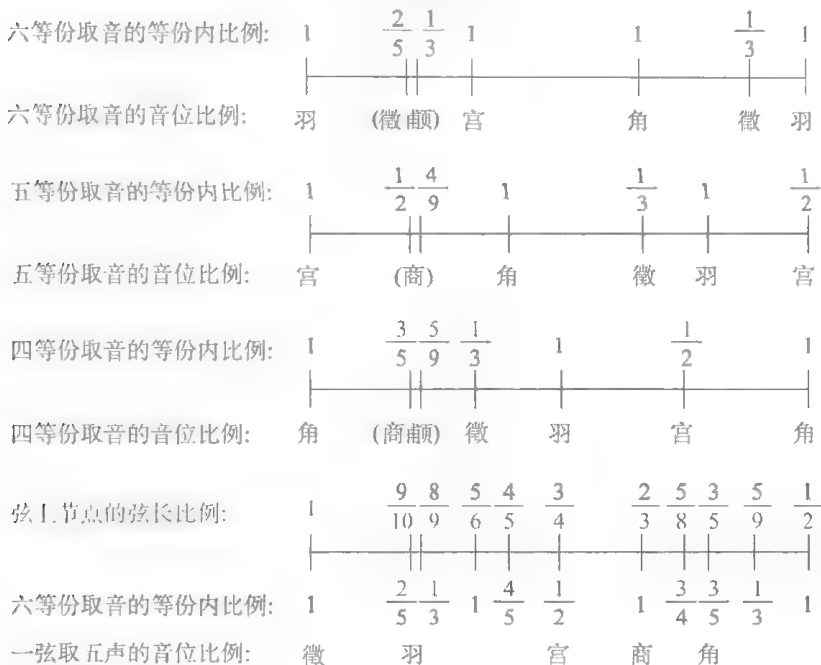 六等份取音的等份内比例: 1 2/5 1/3 1 1 1/3 1
六等份取音的音位比例: 羽 (徵顑) 宫 角 徵 羽
五等份取音的等份内比例: 1 1/2 4/9 1 1/3 1 1/2
五等份取音的音位比例: 宫 (商) 角 徵 羽 宫
四等份取音的等份内比例: 1 3/5 5/9 1/3 1 1/2 1
四等份取音的音位比例: 角 (商顑) 徵 羽 宫 角
弦上节点的弦长比例: 1 9/10 8/9 5/6 4/5 3/4 2/3 5/8 3/5 5/9 1/2
六等份取音的等份内比例: 1 2/5 1/3 1 4/5 1/2 1 3/4 3/5 1/3 1
一弦取五声的音位比例: 徵 羽 宫 商 角